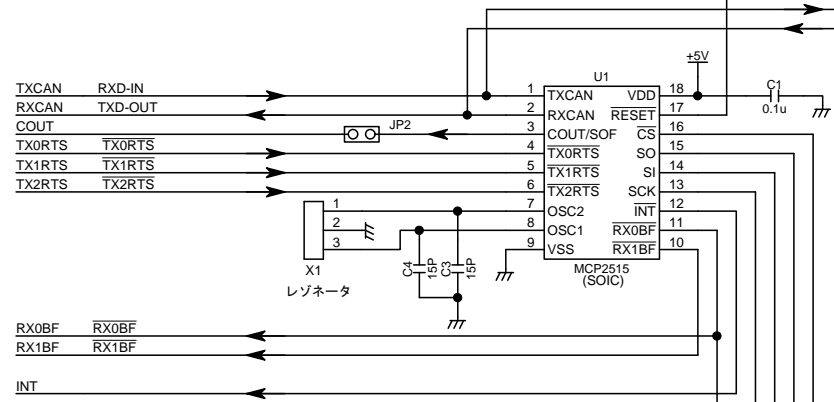 +5V
U1
C1
0.1u
TXCAN RXD-IN 1 TXCAN VDD 18
RXCAN TXD-OUT 2 RXCAN RESET 17
COUT JP2 3 COUT/SOF CS 16
TX0RTS TX0RTS 4 TX0RTS SO 15
TX1RTS TX1RTS 5 TX1RTS SI 14
TX2RTS TX2RTS 6 TX2RTS SCK 13
1 7 OSC2 INT 12
2 8 OSC1 RX0BF 11
3 9 VSS RX1BF 10
X1
レゾネータ
C4
15P
C3
15P
MCP2515
(SOIC)
RX0BF RX0BF
RX1BF RX1BF
INT